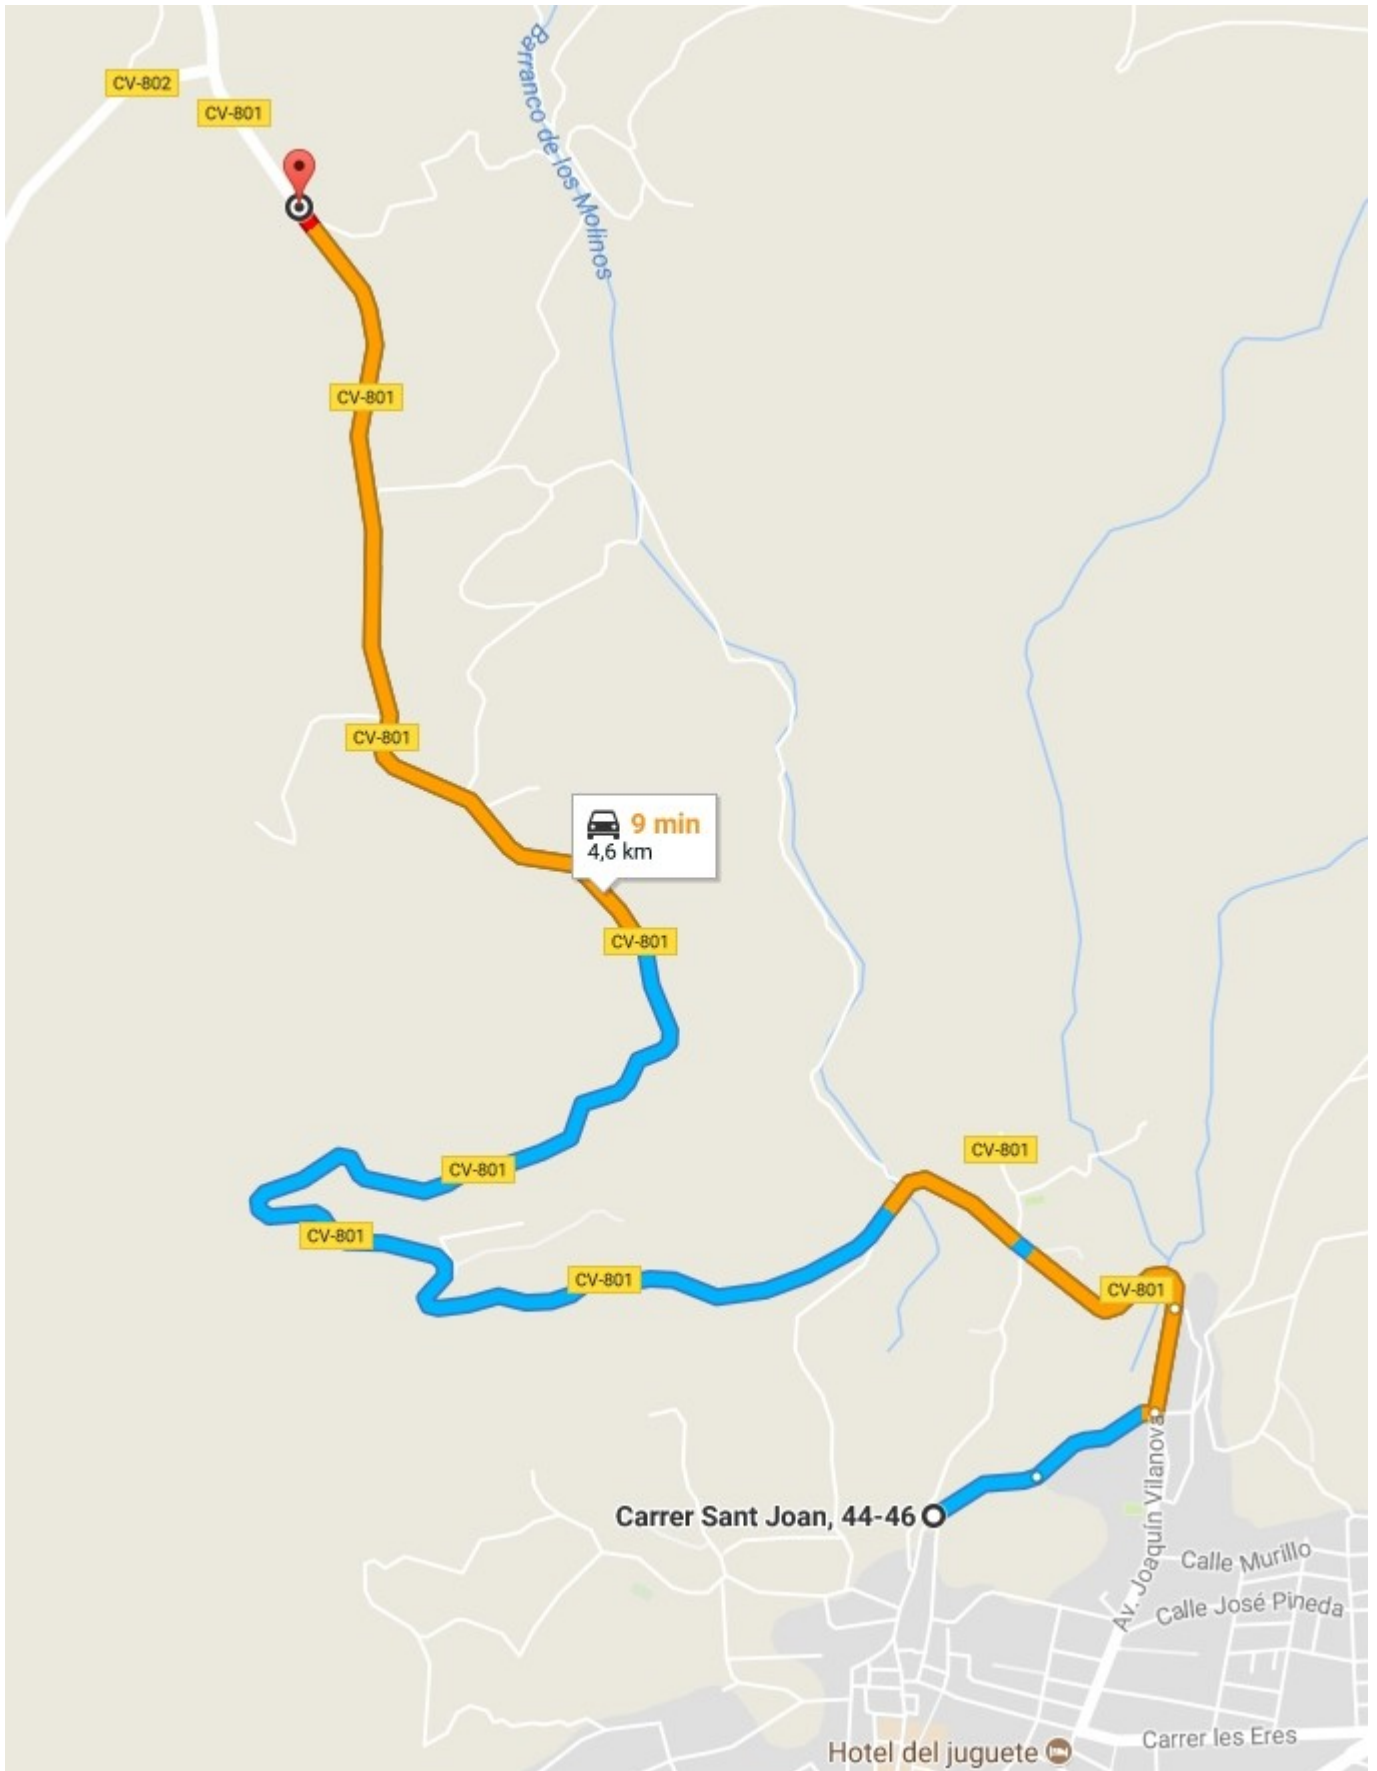 CV-802
CV-801
Barranco de los Molinos
CV-801
CV-801
9 min
4,6 km
CV-801
CV-801
CV-801
CV-801
CV-801
CV-801
Carrer Sant Joan, 44-46
Av. Joaquín Vilanova
Calle Murillo
Calle José Pineda
Carrer les Eres
Hotel del juguete